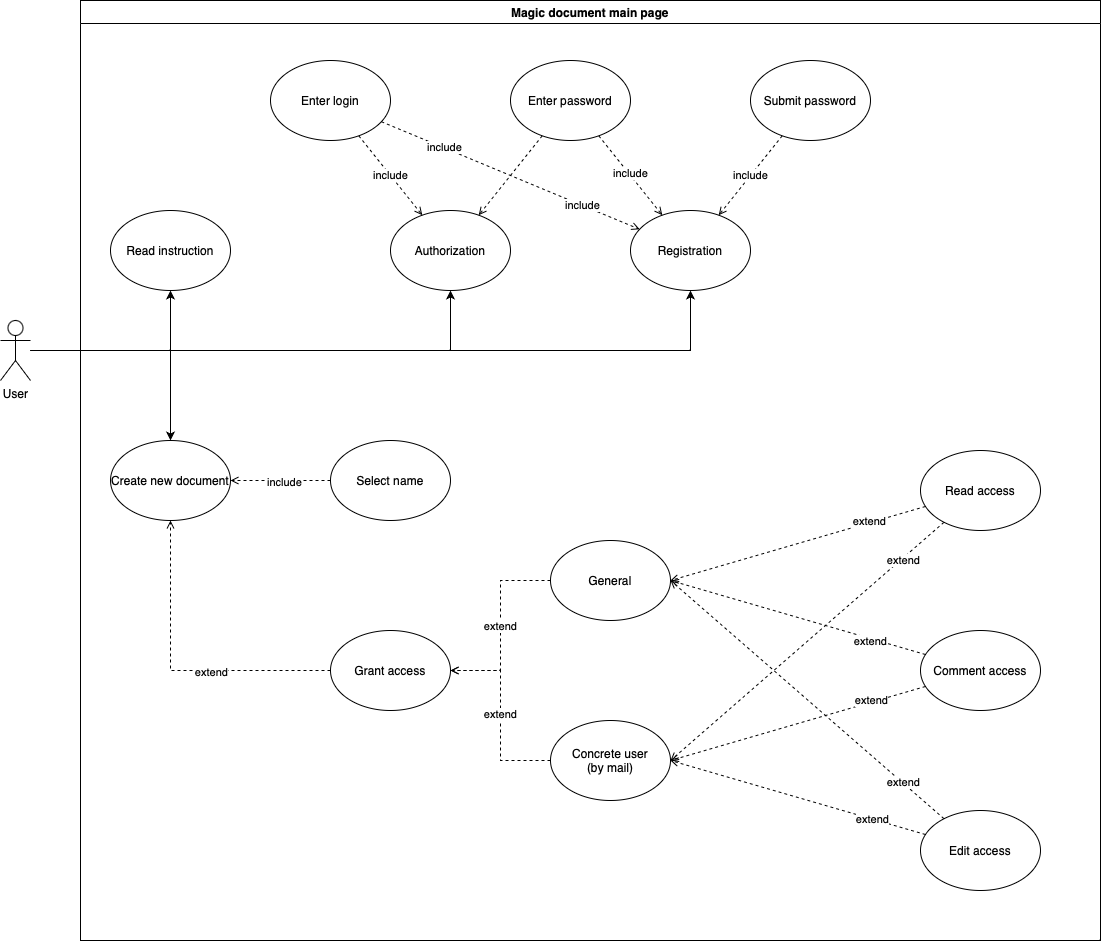 Magic document main page
Enter login
Enter password
Submit password
include
include
include
include
include
Read instruction
Authorization
Registration
User
Create new document
include
Select name
Read access
extend
extend
General
extend
extend
Grant access
extend
Comment access
extend
extend
Concrete user
(by mail)
extend
extend
Edit access